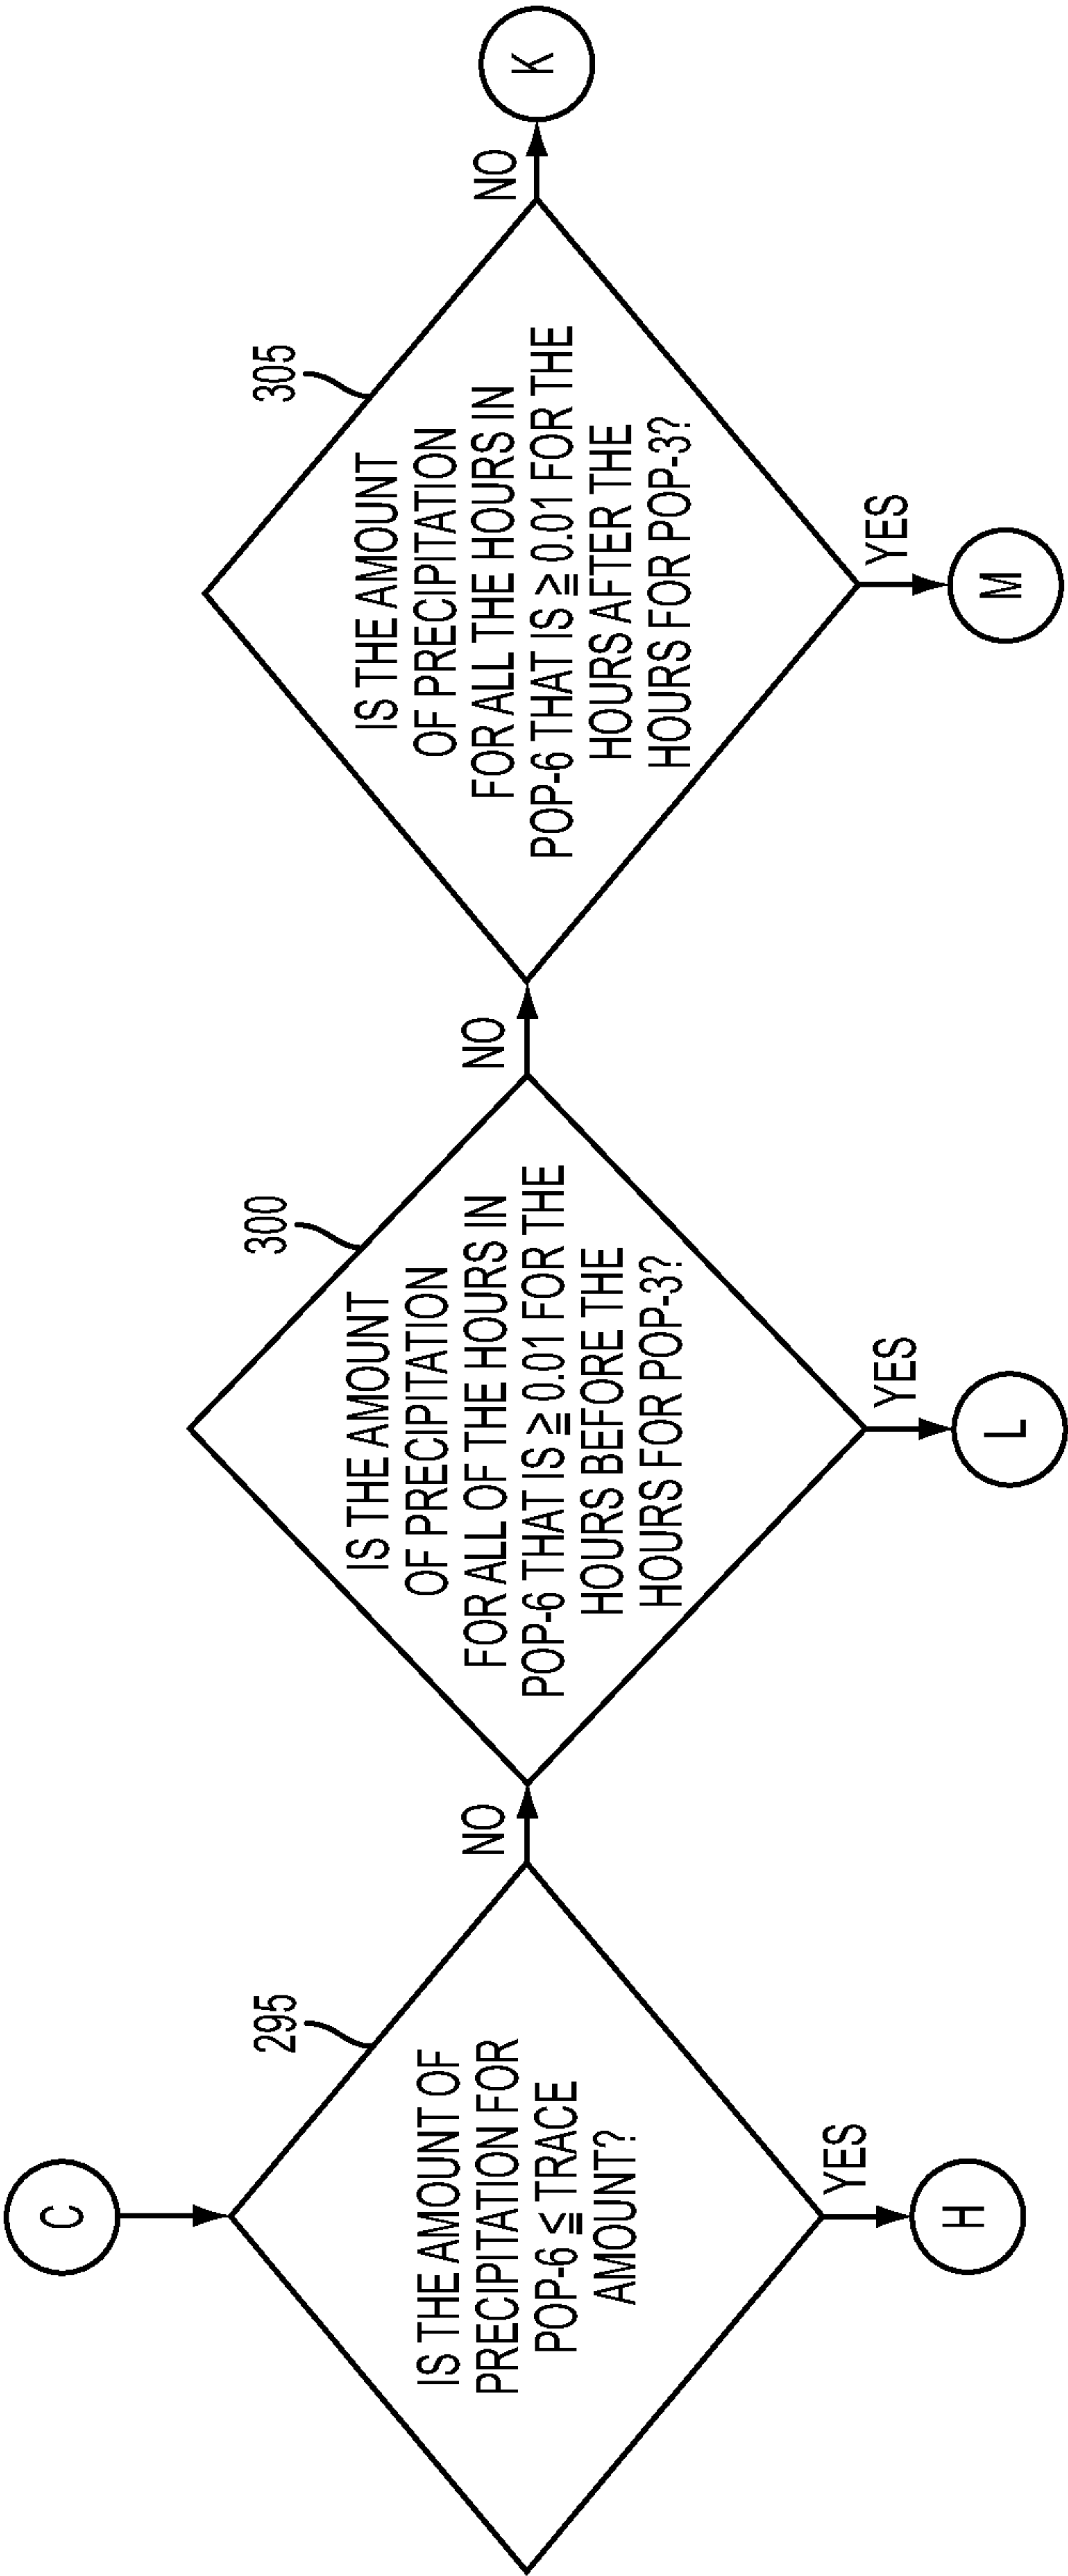 C
295
IS THE AMOUNT OF
PRECIPITATION FOR
POP-6 ≦ TRACE
AMOUNT?
YES
H
NO
300
IS THE AMOUNT
OF PRECIPITATION
FOR ALL OF THE HOURS IN
POP-6 THAT IS ≧ 0.01 FOR THE
HOURS BEFORE THE
HOURS FOR POP-3?
YES
L
NO
305
IS THE AMOUNT
OF PRECIPITATION
FOR ALL THE HOURS IN
POP-6 THAT IS ≧ 0.01 FOR THE
HOURS AFTER THE
HOURS FOR POP-3?
YES
M
NO
K